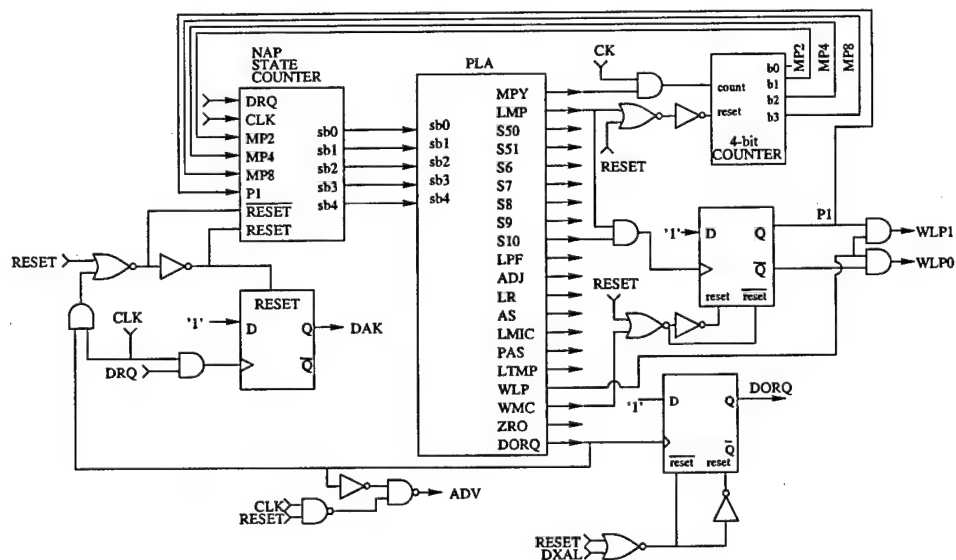 NAP
STATE
COUNTER
DRQ
CLK
MP2
MP4
MP8
P1
RESET
RESET
sb0
sb1
sb2
sb3
sb4
PLA
sb0
sb1
sb2
sb3
sb4
MPY
LMP
S50
S51
S6
S7
S8
S9
S10
LPF
ADJ
LR
AS
LMIC
PAS
LTMP
WLP
WMC
ZRO
DORQ
CK
count
reset
b0
b1
b2
b3
4-bit
COUNTER
MP2
MP4
MP8
RESET
'1'
D
Q
Q
reset
reset
P1
WLP1
WLP0
RESET
RESET
CLK
DRQ
'1'
RESET
D
Q
Q
DAK
'1'
D
Q
Q
reset
reset
DORQ
CLK
RESET
ADV
RESET
DXAL